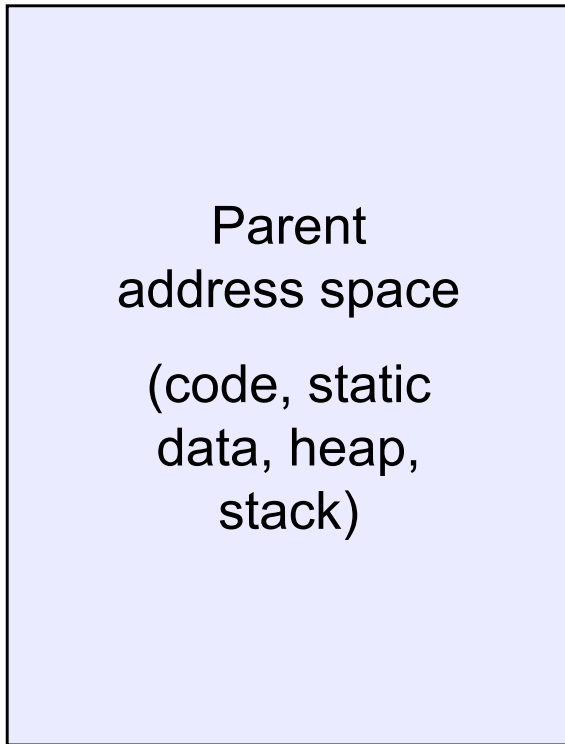 Parent
address space
(code, static
data, heap,
stack)